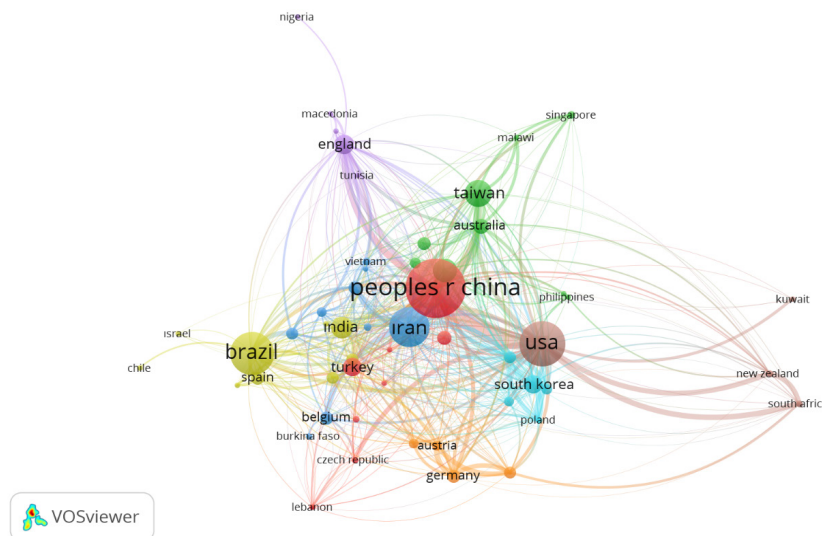 nigeria
macedonia
singapore
england
malawi
tunisia
taiwan
australia
vietnam
peoples r china
philippines
kuwait
iran
india
usa
israel
brazil
chile
turkey
new zealand
spain
south korea
south afric
belgium
poland
burkina faso
austria
czech republic
germany
lebanon
VOSviewer